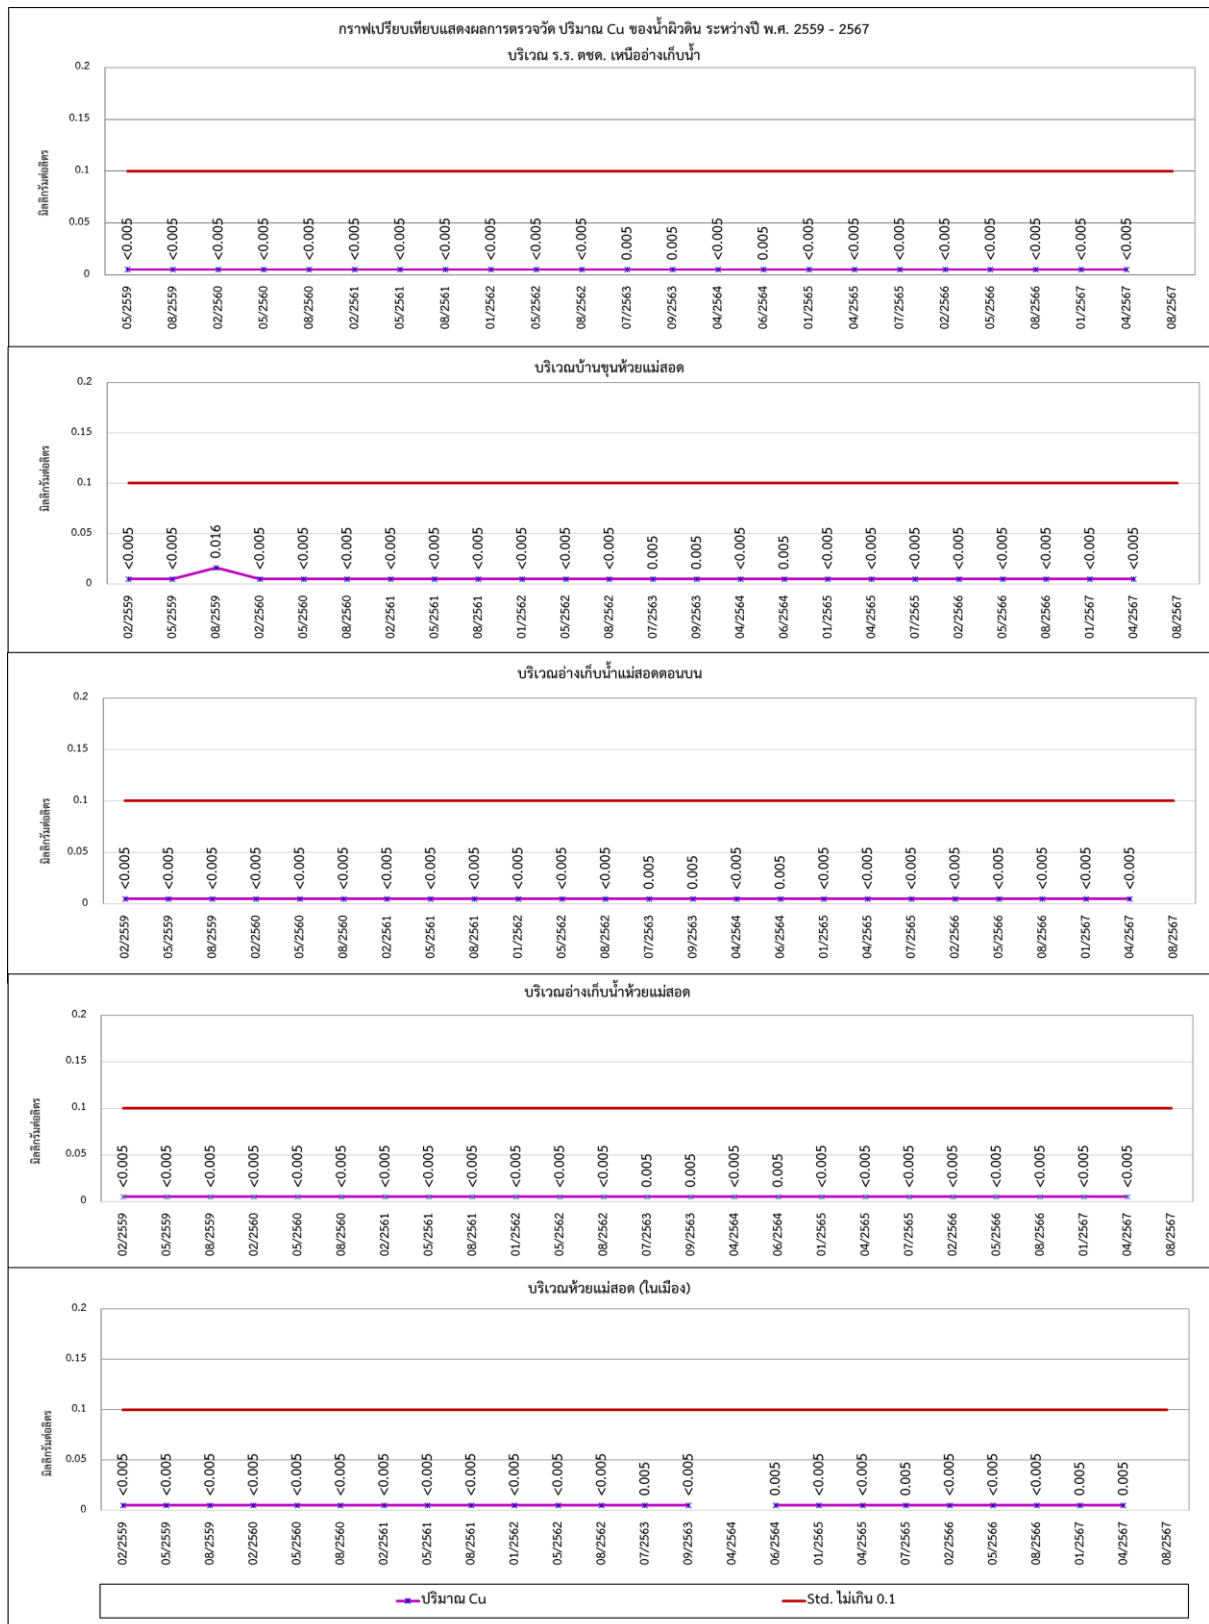 กราฟเปรียบเทียบแสดงผลการตรวจวัด ปริมาณ Cu ของน้ำผิวดิน ระหว่างปี พ.ศ. 2559 - 2567
บริเวณ ร.ร. ตชด. เหนืออ่างเก็บน้ำ
มิลลิกรัมต่อลิตร
0.2
0.15
0.1
0.05
0
<0.005 <0.005 <0.005 <0.005 <0.005 <0.005 <0.005 <0.005 <0.005 <0.005 <0.005 0.005 0.005 <0.005 0.005 <0.005 <0.005 <0.005 <0.005 <0.005 <0.005 <0.005 <0.005
05/2559 08/2559 02/2560 05/2560 08/2560 02/2561 05/2561 08/2561 01/2562 05/2562 08/2562 07/2563 09/2563 04/2564 06/2564 01/2565 04/2565 07/2565 02/2566 05/2566 08/2566 01/2567 04/2567 08/2567
บริเวณบ้านขุนห้วยแม่สอด
มิลลิกรัมต่อลิตร
0.2
0.15
0.1
0.05
0
<0.005 <0.005 0.016 <0.005 <0.005 <0.005 <0.005 <0.005 <0.005 <0.005 <0.005 <0.005 0.005 0.005 <0.005 0.005 <0.005 <0.005 <0.005 <0.005 <0.005 <0.005 <0.005 <0.005
02/2559 05/2559 08/2559 02/2560 05/2560 08/2560 02/2561 05/2561 08/2561 01/2562 05/2562 08/2562 07/2563 09/2563 04/2564 06/2564 01/2565 04/2565 07/2565 02/2566 05/2566 08/2566 01/2567 04/2567 08/2567
บริเวณอ่างเก็บน้ำแม่สอดตอนบน
มิลลิกรัมต่อลิตร
0.2
0.15
0.1
0.05
0
<0.005 <0.005 <0.005 <0.005 <0.005 <0.005 <0.005 <0.005 <0.005 <0.005 <0.005 <0.005 0.005 0.005 <0.005 0.005 <0.005 <0.005 <0.005 <0.005 <0.005 <0.005 <0.005 <0.005
02/2559 05/2559 08/2559 02/2560 05/2560 08/2560 02/2561 05/2561 08/2561 01/2562 05/2562 08/2562 07/2563 09/2563 04/2564 06/2564 01/2565 04/2565 07/2565 02/2566 05/2566 08/2566 01/2567 04/2567 08/2567
บริเวณอ่างเก็บน้ำห้วยแม่สอด
มิลลิกรัมต่อลิตร
0.2
0.15
0.1
0.05
0
<0.005 <0.005 <0.005 <0.005 <0.005 <0.005 <0.005 <0.005 <0.005 <0.005 <0.005 <0.005 0.005 0.005 <0.005 0.005 <0.005 <0.005 <0.005 <0.005 <0.005 <0.005 <0.005 <0.005
02/2559 05/2559 08/2559 02/2560 05/2560 08/2560 02/2561 05/2561 08/2561 01/2562 05/2562 08/2562 07/2563 09/2563 04/2564 06/2564 01/2565 04/2565 07/2565 02/2566 05/2566 08/2566 01/2567 04/2567 08/2567
บริเวณห้วยแม่สอด (ในเมือง)
มิลลิกรัมต่อลิตร
0.2
0.15
0.1
0.05
0
<0.005 <0.005 <0.005 <0.005 <0.005 <0.005 <0.005 <0.005 <0.005 <0.005 <0.005 <0.005 0.005 <0.005 0.005 <0.005 <0.005 0.005 <0.005 <0.005 <0.005 0.005 0.005
02/2559 05/2559 08/2559 02/2560 05/2560 08/2560 02/2561 05/2561 08/2561 01/2562 05/2562 08/2562 07/2563 09/2563 04/2564 06/2564 01/2565 04/2565 07/2565 02/2566 05/2566 08/2566 01/2567 04/2567 08/2567
ปริมาณ Cu Std. ไม่เกิน 0.1